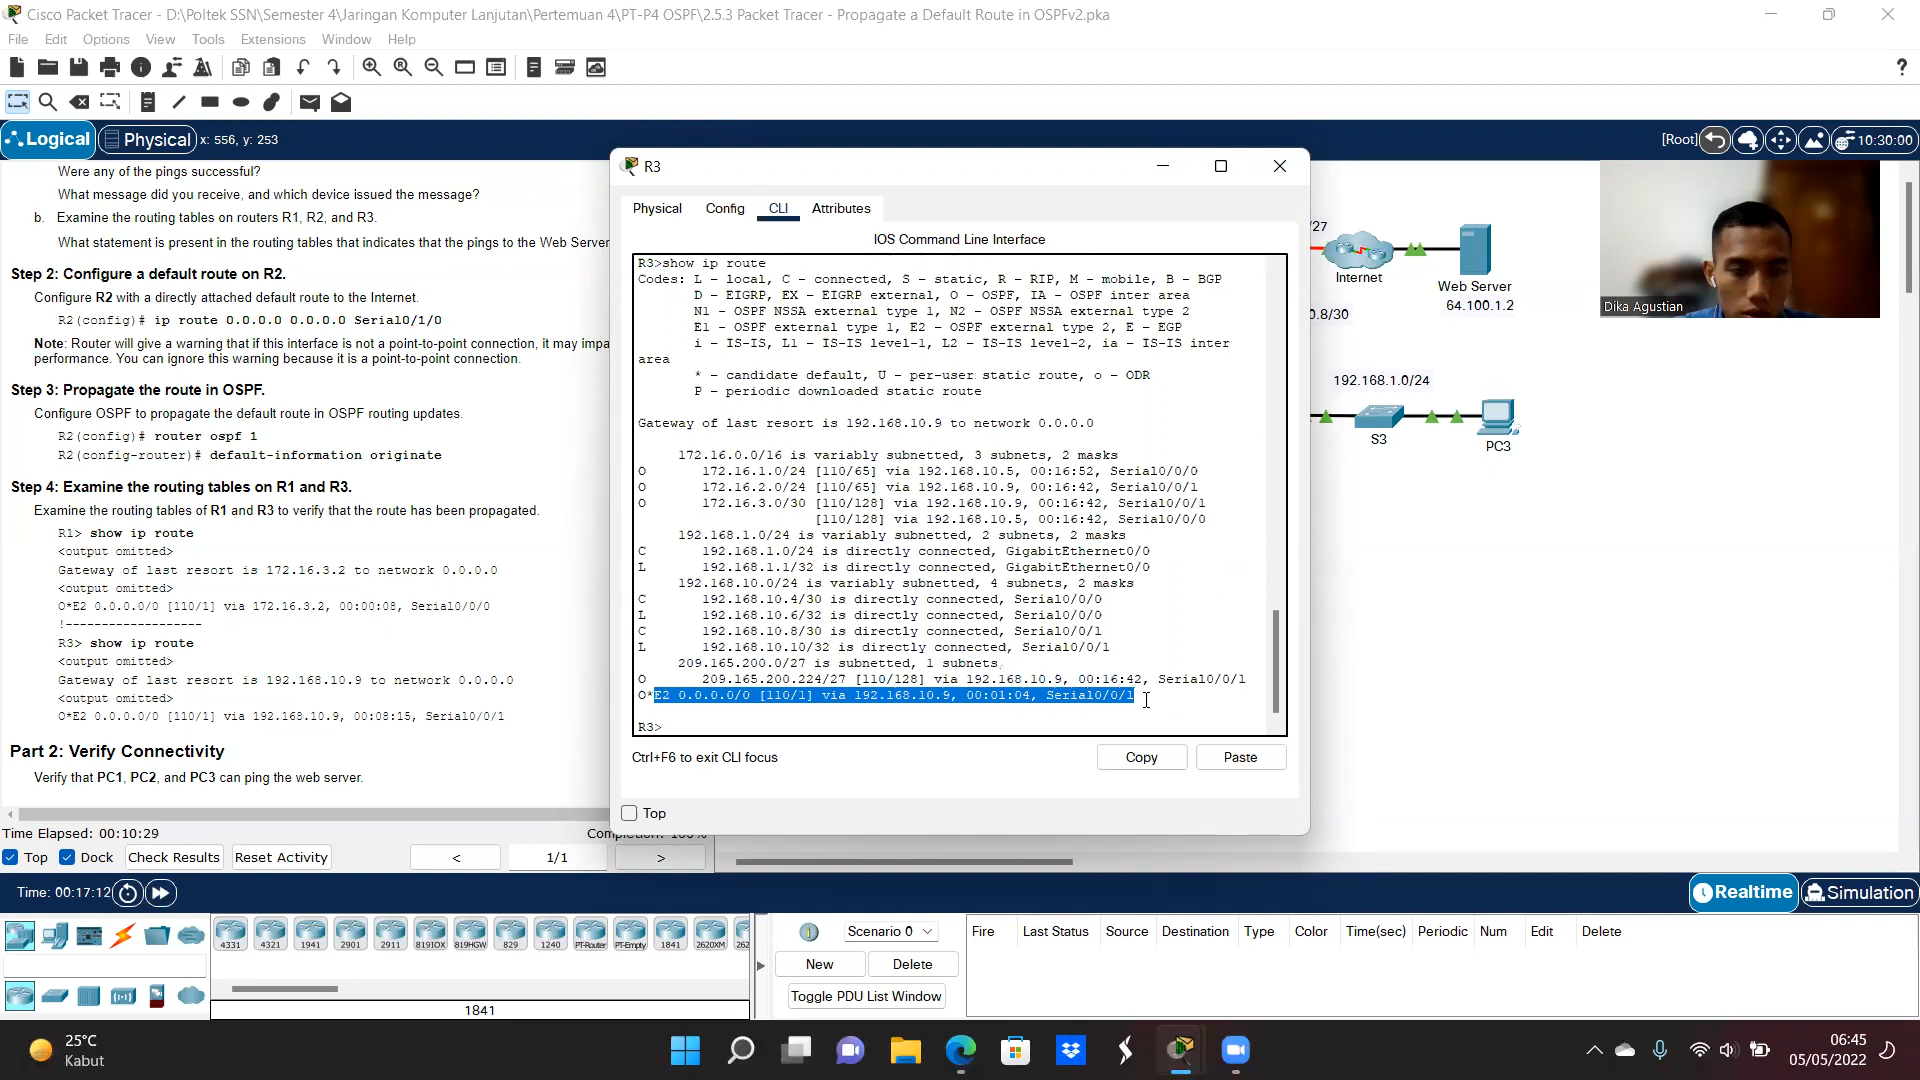 Cisco Packet Tracer - D:\Poltek SSN\Semester 4\Jaringan Komputer Lanjutan\Pertemuan 4\PT-P4 OSPF\2.5.3 Packet Tracer - Propagate a Default Route in OSPFv2.pka
File Edit Options View Tools Extensions Window Help
Logical Physical x: 556, y: 253
[Root] 10:30:00
Were any of the pings successful?
What message did you receive, and which device issued the message?
b. Examine the routing tables on routers R1, R2, and R3.
What statement is present in the routing tables that indicates that the pings to the Web Server
Step 2: Configure a default route on R2.
Configure R2 with a directly attached default route to the Internet.
R2(config)# ip route 0.0.0.0 0.0.0.0 Serial0/1/0
Note: Router will give a warning that if this interface is not a point-to-point connection, it may impa
performance. You can ignore this warning because it is a point-to-point connection.
Step 3: Propagate the route in OSPF.
Configure OSPF to propagate the default route in OSPF routing updates.
R2(config)# router ospf 1
R2(config-router)# default-information originate
Step 4: Examine the routing tables on R1 and R3.
Examine the routing tables of R1 and R3 to verify that the route has been propagated.
R1> show ip route
<output omitted>
Gateway of last resort is 172.16.3.2 to network 0.0.0.0
<output omitted>
O*E2 0.0.0.0/0 [110/1] via 172.16.3.2, 00:00:08, Serial0/0/0
!-------------------
R3> show ip route
<output omitted>
Gateway of last resort is 192.168.10.9 to network 0.0.0.0
<output omitted>
O*E2 0.0.0.0/0 [110/1] via 192.168.10.9, 00:08:15, Serial0/0/1
Part 2: Verify Connectivity
Verify that PC1, PC2, and PC3 can ping the web server.
Time Elapsed: 00:10:29
Completion: 100%
Top Dock Check Results Reset Activity < 1/1 >
R3
Physical Config CLI Attributes
IOS Command Line Interface
R3>show ip route
Codes: L - local, C - connected, S - static, R - RIP, M - mobile, B - BGP
D - EIGRP, EX - EIGRP external, O - OSPF, IA - OSPF inter area
N1 - OSPF NSSA external type 1, N2 - OSPF NSSA external type 2
E1 - OSPF external type 1, E2 - OSPF external type 2, E - EGP
i - IS-IS, L1 - IS-IS level-1, L2 - IS-IS level-2, ia - IS-IS inter
area
* - candidate default, U - per-user static route, o - ODR
P - periodic downloaded static route
Gateway of last resort is 192.168.10.9 to network 0.0.0.0
172.16.0.0/16 is variably subnetted, 3 subnets, 2 masks
O 172.16.1.0/24 [110/65] via 192.168.10.5, 00:16:52, Serial0/0/0
O 172.16.2.0/24 [110/65] via 192.168.10.9, 00:16:42, Serial0/0/1
O 172.16.3.0/30 [110/128] via 192.168.10.9, 00:16:42, Serial0/0/1
[110/128] via 192.168.10.5, 00:16:42, Serial0/0/0
192.168.1.0/24 is variably subnetted, 2 subnets, 2 masks
C 192.168.1.0/24 is directly connected, GigabitEthernet0/0
L 192.168.1.1/32 is directly connected, GigabitEthernet0/0
192.168.10.0/24 is variably subnetted, 4 subnets, 2 masks
C 192.168.10.4/30 is directly connected, Serial0/0/0
L 192.168.10.6/32 is directly connected, Serial0/0/0
C 192.168.10.8/30 is directly connected, Serial0/0/1
L 192.168.10.10/32 is directly connected, Serial0/0/1
209.165.200.0/27 is subnetted, 1 subnets
O 209.165.200.224/27 [110/128] via 192.168.10.9, 00:16:42, Serial0/0/1
O*E2 0.0.0.0/0 [110/1] via 192.168.10.9, 00:01:04, Serial0/0/1
R3>
Ctrl+F6 to exit CLI focus Copy Paste
Top
/27
Internet
Web Server
64.100.1.2
0.8/30
192.168.1.0/24
S3
PC3
Dika Agustian
Time: 00:17:12
Realtime Simulation
4331 4321 1941 2901 2911 819IOX 819HGW 829 1240 PT-Router PT-Empty 1841 2620XM 262
1841
Scenario 0
New Delete
Toggle PDU List Window
Fire Last Status Source Destination Type Color Time(sec) Periodic Num Edit Delete
25°C
Kabut
06:45
05/05/2022